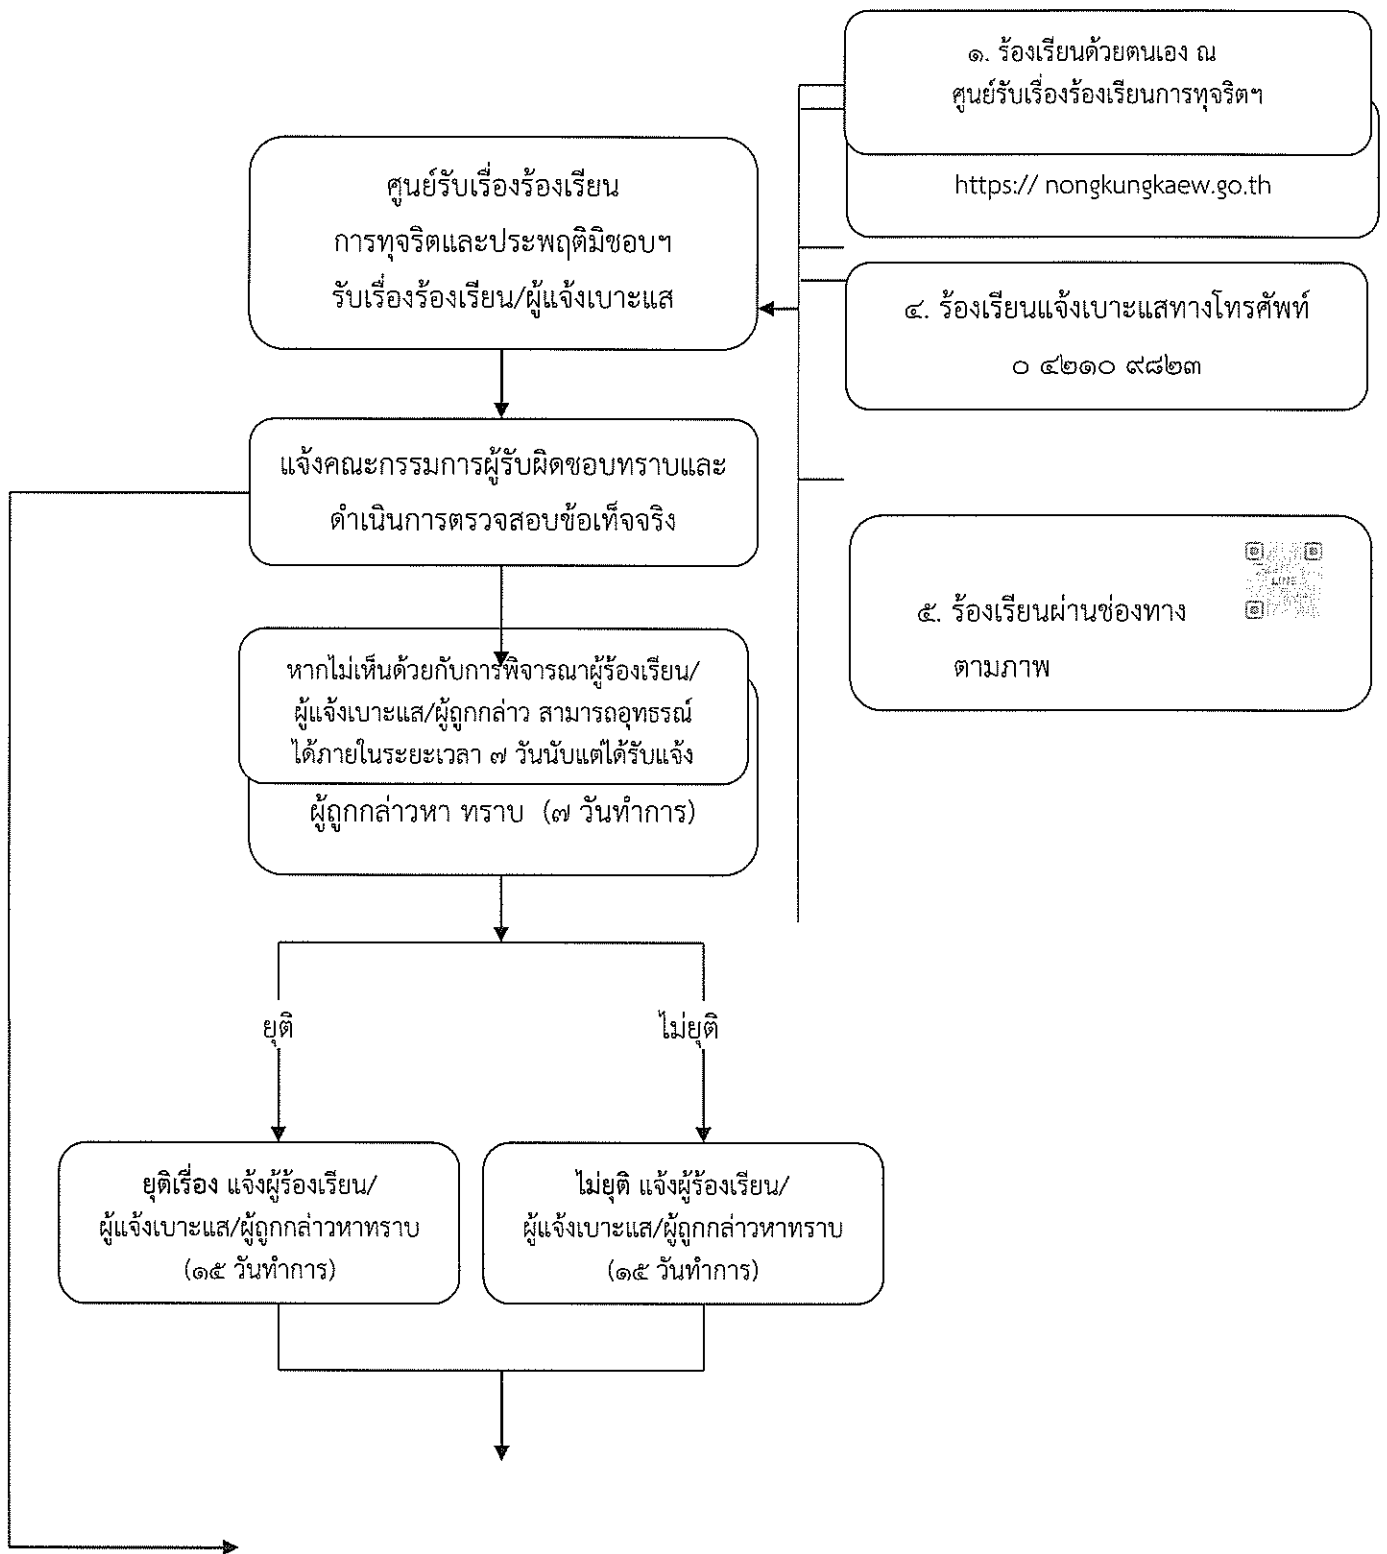 ๑. ร้องเรียนด้วยตนเอง ณ
ศูนย์รับเรื่องร้องเรียนการทุจริตฯ
https:// nongkungkaew.go.th
ศูนย์รับเรื่องร้องเรียน
การทุจริตและประพฤติมิชอบฯ
รับเรื่องร้องเรียน/ผู้แจ้งเบาะแส
๔. ร้องเรียนแจ้งเบาะแสทางโทรศัพท์
๐ ๔๒๑๐ ๙๘๒๓
แจ้งคณะกรรมการผู้รับผิดชอบทราบและ
ดำเนินการตรวจสอบข้อเท็จจริง
LINE
๕. ร้องเรียนผ่านช่องทาง
ตามภาพ
หากไม่เห็นด้วยกับการพิจารณาผู้ร้องเรียน/
ผู้แจ้งเบาะแส/ผู้ถูกกล่าว สามารถอุทธรณ์
ได้ภายในระยะเวลา ๗ วันนับแต่ได้รับแจ้ง
ผู้ถูกกล่าวหา ทราบ (๗ วันทำการ)
ยุติ
ไม่ยุติ
ยุติเรื่อง แจ้งผู้ร้องเรียน/
ผู้แจ้งเบาะแส/ผู้ถูกกล่าวหาทราบ
(๑๕ วันทำการ)
ไม่ยุติ แจ้งผู้ร้องเรียน/
ผู้แจ้งเบาะแส/ผู้ถูกกล่าวหาทราบ
(๑๕ วันทำการ)